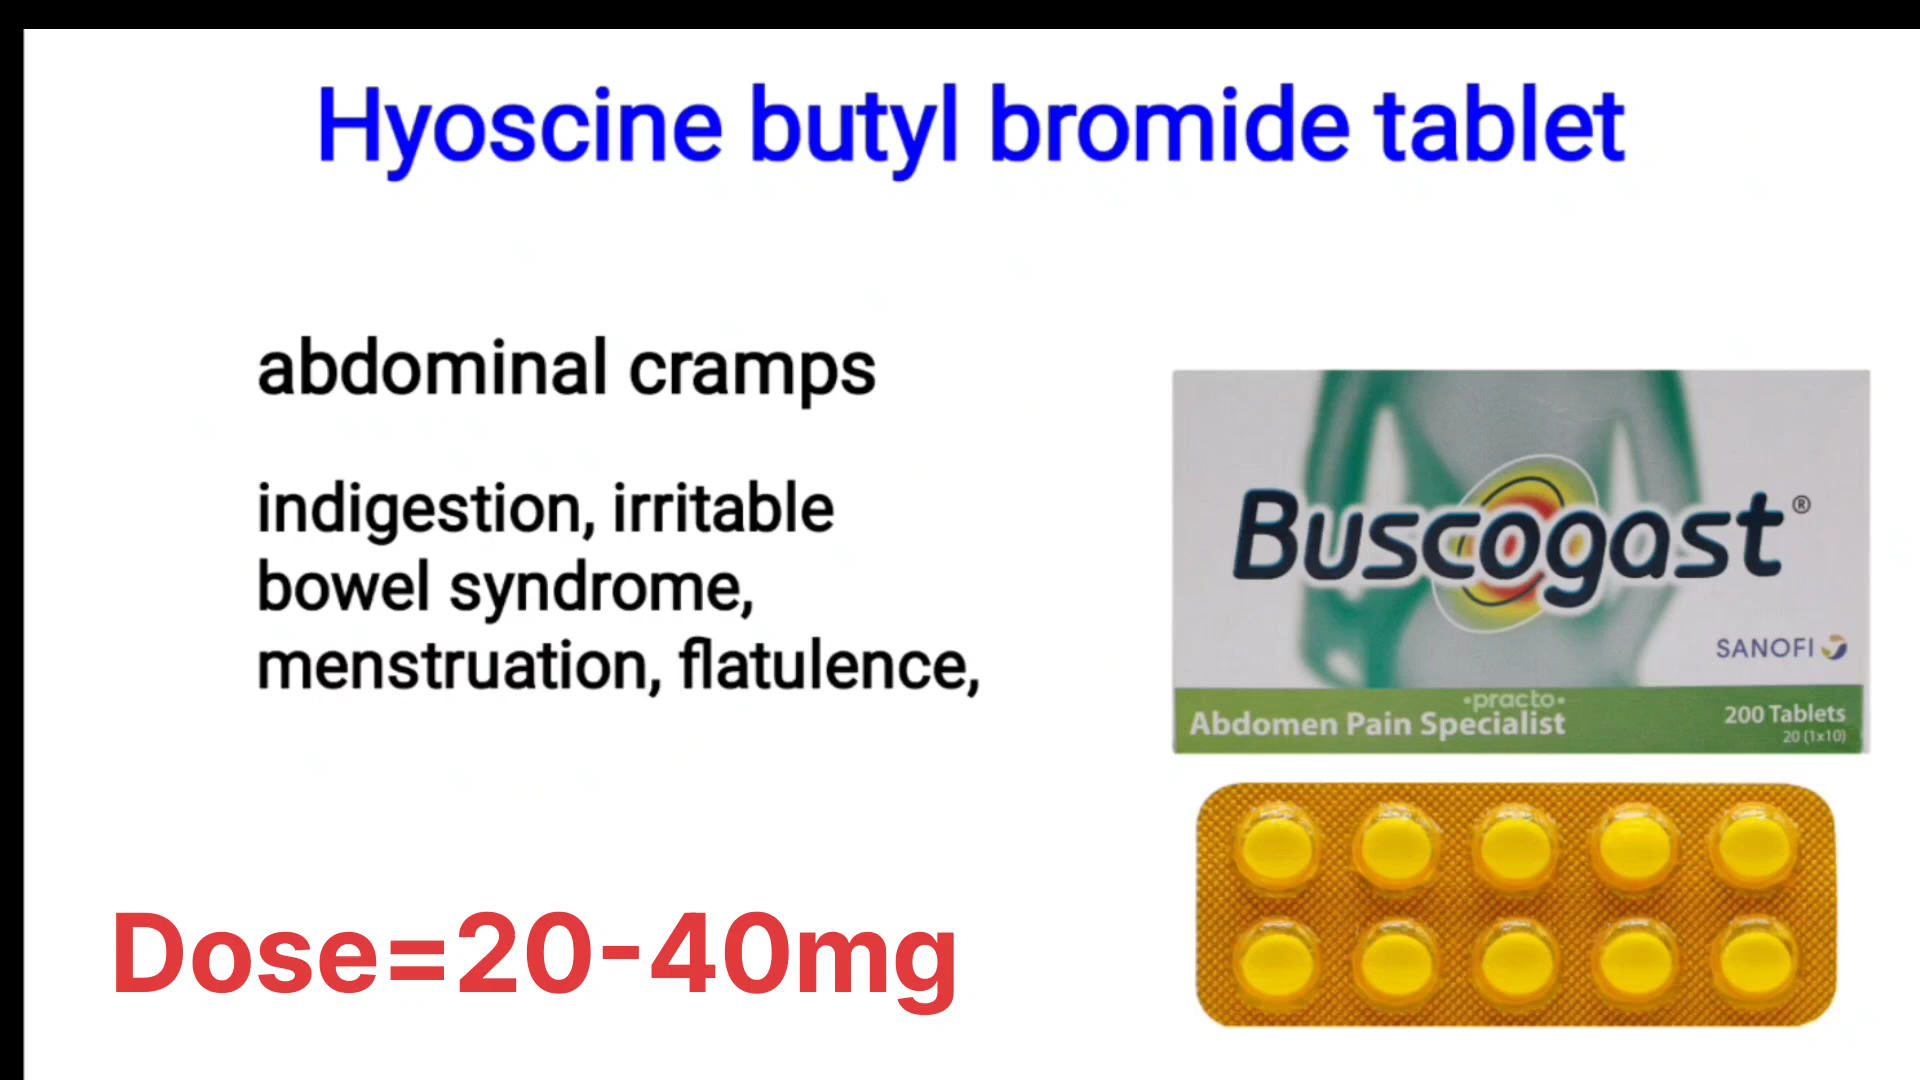 Hyoscine butyl bromide tablet
abdominal cramps
indigestion, irritable
bowel syndrome,
menstruation, flatulence,
Dose=20-40mg
Buscogast®
SANOFI
•practo•
Abdomen Pain Specialist
200 Tablets
20 (1x10)